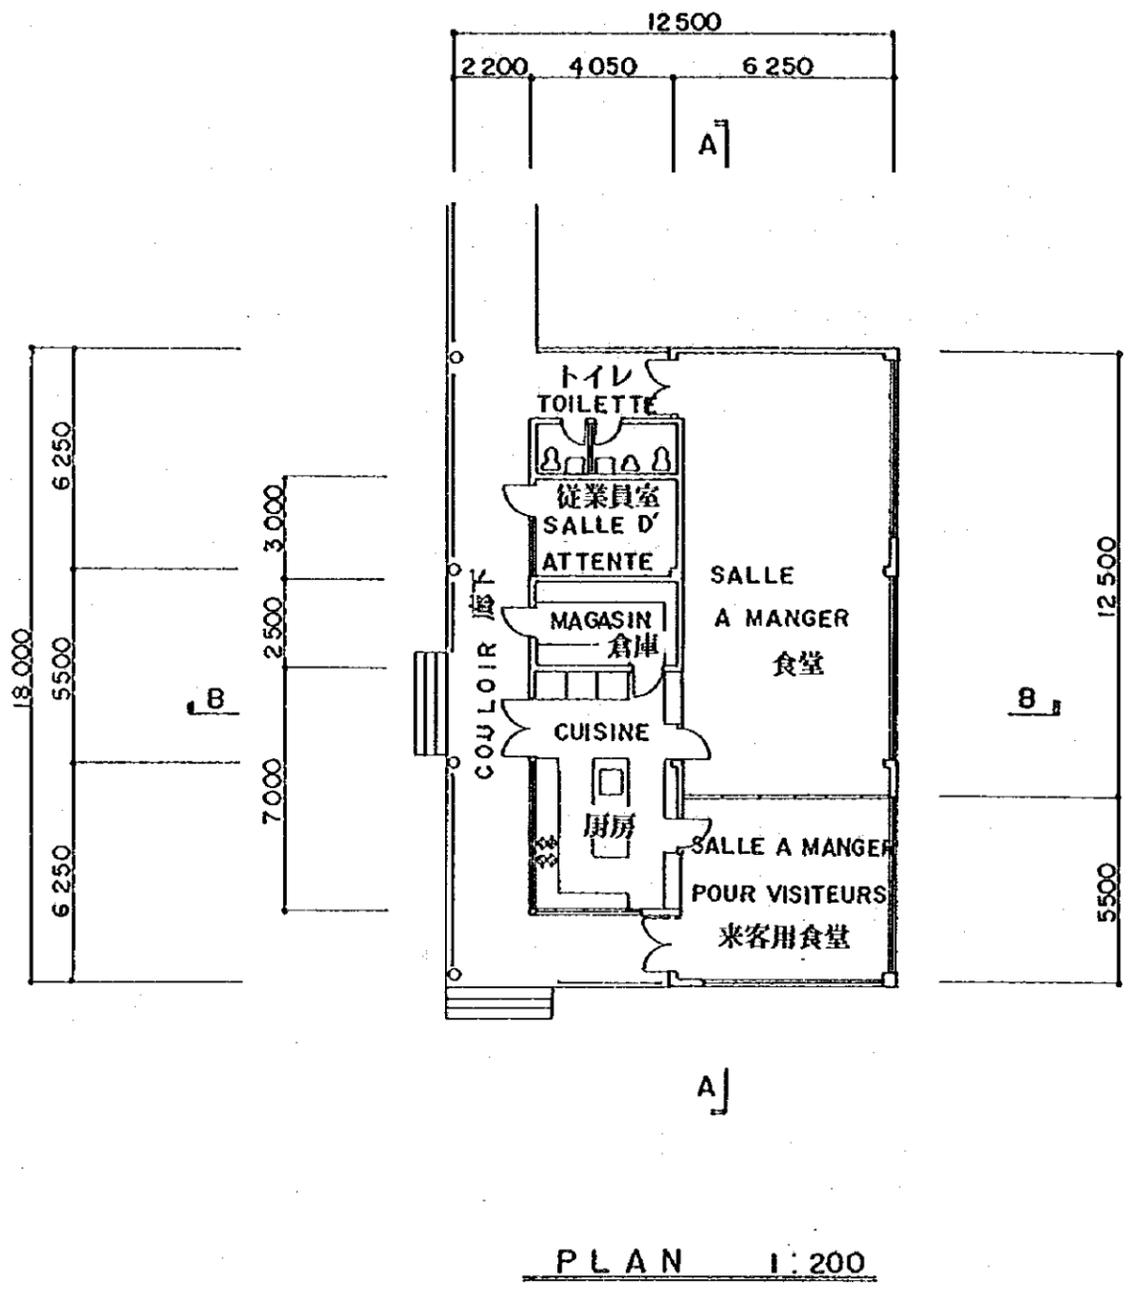 12500
2200 4050 6250
A
トイレ
TOILETTE
従業員室
SALLE D'
ATTENTE
MAGASIN
倉庫
COULOIR 廊下
CUISINE
厨房
SALLE
A MANGER
食堂
SALLE A MANGER
POUR VISITEURS
来客用食堂
18000
6250
5500
6250
3000
2500
7000
12500
5500
B
B
A
PLAN 1:200